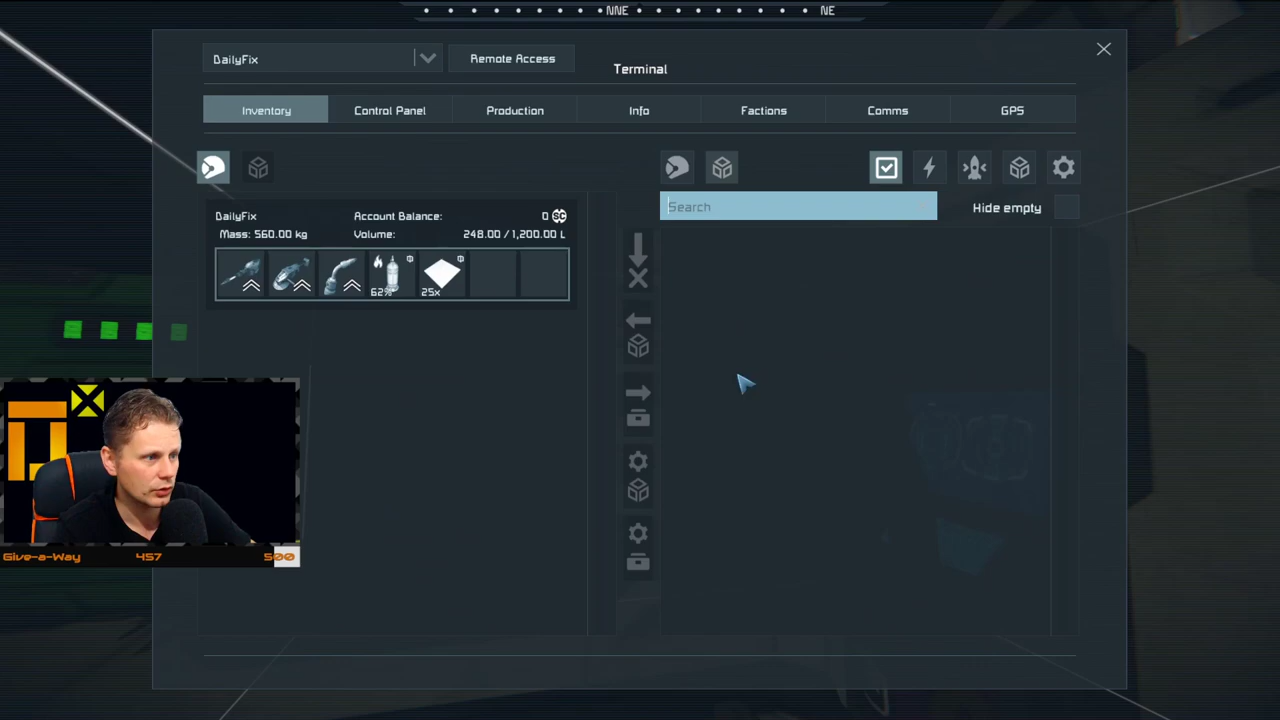 NNE NE
DailyFix
Remote Access
Terminal
Inventory
Control Panel
Production
Info
Factions
Comms
GPS
DailyFix
Account Balance: 0 SC
Mass: 560.00 kg
Volume: 248.00 / 1,200.00 L
62%
25x
Search
Hide empty
Give-a-Way 457 500